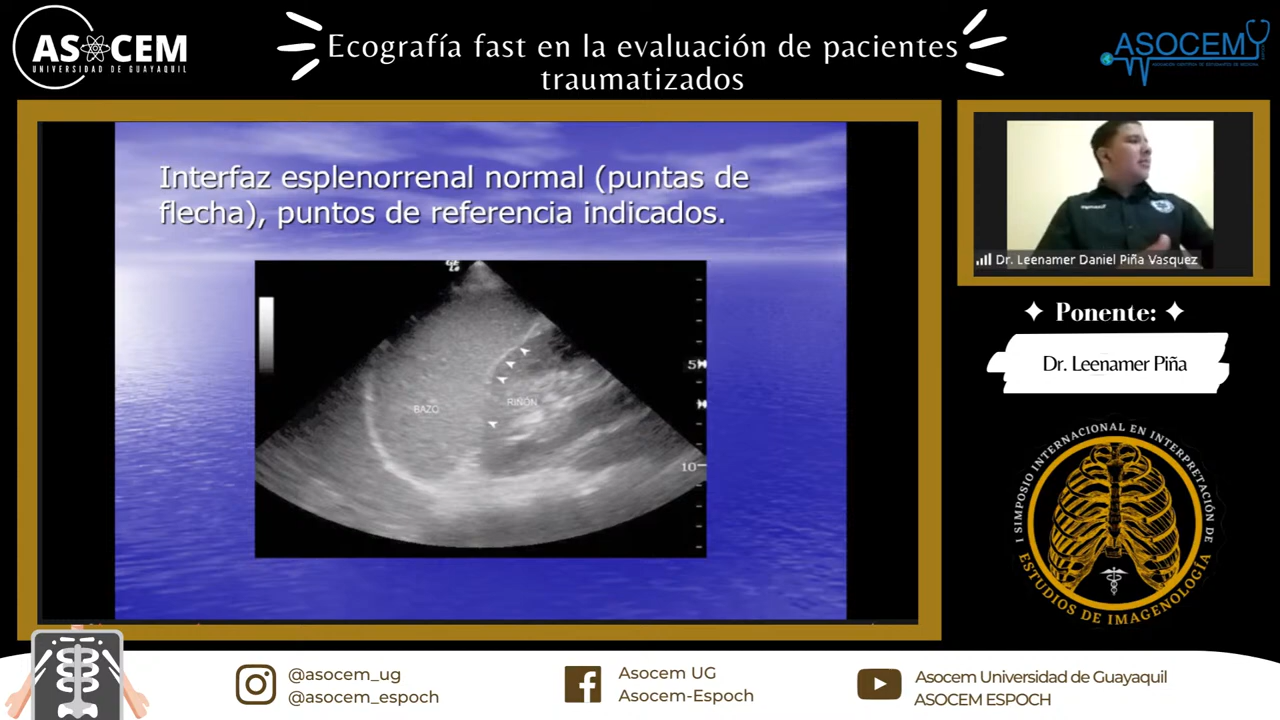 ASOCEM
UNIVERSIDAD DE GUAYAQUIL
Ecografía fast en la evaluación de pacientes
traumatizados
ASOCEM
Interfaz esplenorrenal normal (puntas de
flecha), puntos de referencia indicados.
BAZO
RIÑÓN
5
10
Dr. Leenamer Daniel Piña Vasquez
Ponente:
Dr. Leenamer Piña
I SIMPOSIO INTERNACIONAL EN INTERPRETACIÓN DE
ESTUDIOS DE IMAGENOLOGÍA
@asocem_ug
@asocem_espoch
Asocem UG
Asocem-Espoch
Asocem Universidad de Guayaquil
ASOCEM ESPOCH